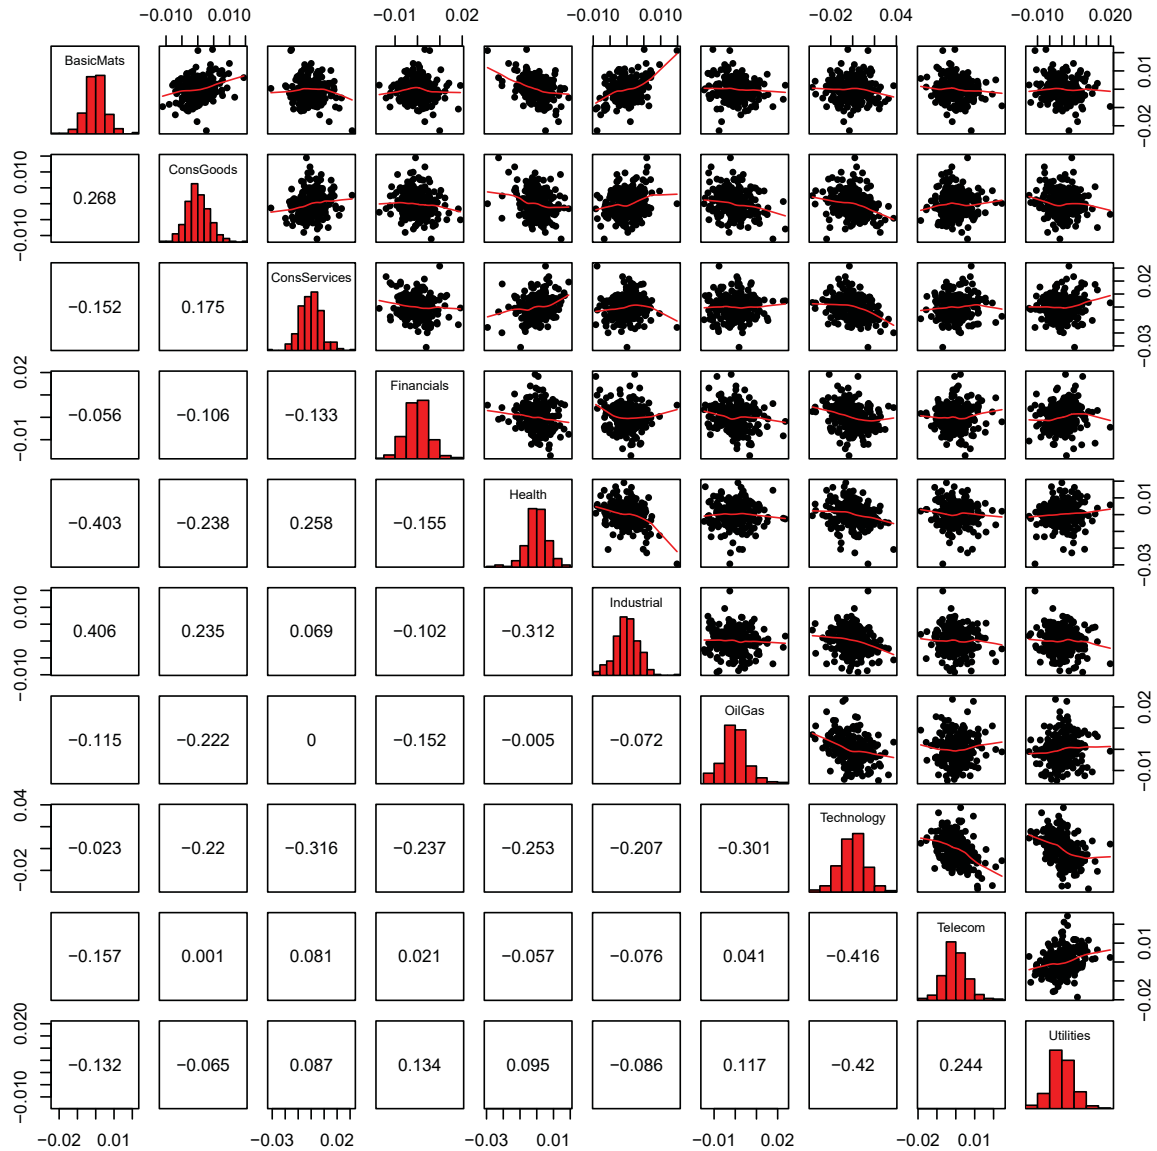 −0.010 0.010 −0.01 0.02 −0.010 0.010 −0.02 0.04 −0.010 0.020
BasicMats
0.01
−0.02
0.010
−0.010
0.268
ConsGoods
−0.152 0.175
ConsServices
0.02
−0.03
0.02
−0.01
−0.056 −0.106 −0.133
Financials
−0.403 −0.238 0.258 −0.155
Health
0.01
−0.03
0.010
−0.010
0.406 0.235 0.069 −0.102 −0.312
Industrial
−0.115 −0.222 0 −0.152 −0.005 −0.072
OilGas
0.02
−0.01
0.04
−0.02
−0.023 −0.22 −0.316 −0.237 −0.253 −0.207 −0.301
Technology
−0.157 0.001 0.081 0.021 −0.057 −0.076 0.041 −0.416
Telecom
0.01
−0.02
0.020
−0.010
−0.132 −0.065 0.087 0.134 0.095 −0.086 0.117 −0.42 0.244
Utilities
−0.02 0.01 −0.03 0.02 −0.03 0.01 −0.01 0.02 −0.02 0.01